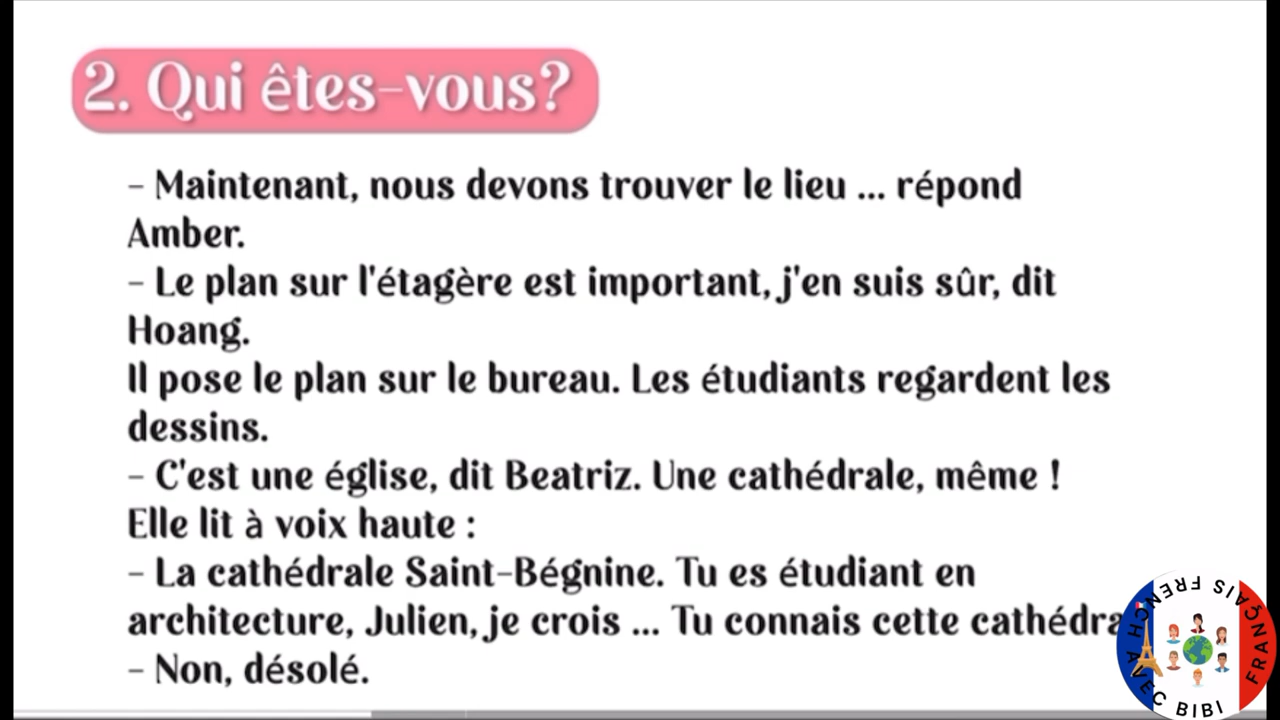 2. Qui êtes-vous?
- Maintenant, nous devons trouver le lieu ... répond
Amber.
- Le plan sur l'étagère est important, j'en suis sûr, dit
Hoang.
Il pose le plan sur le bureau. Les étudiants regardent les
dessins.
- C'est une église, dit Beatriz. Une cathédrale, même !
Elle lit à voix haute :
- La cathédrale Saint-Bégnine. Tu es étudiant en
architecture, Julien, je crois ... Tu connais cette cathédra
- Non, désolé.
FRENCH FRANÇAIS AVEC BIBI